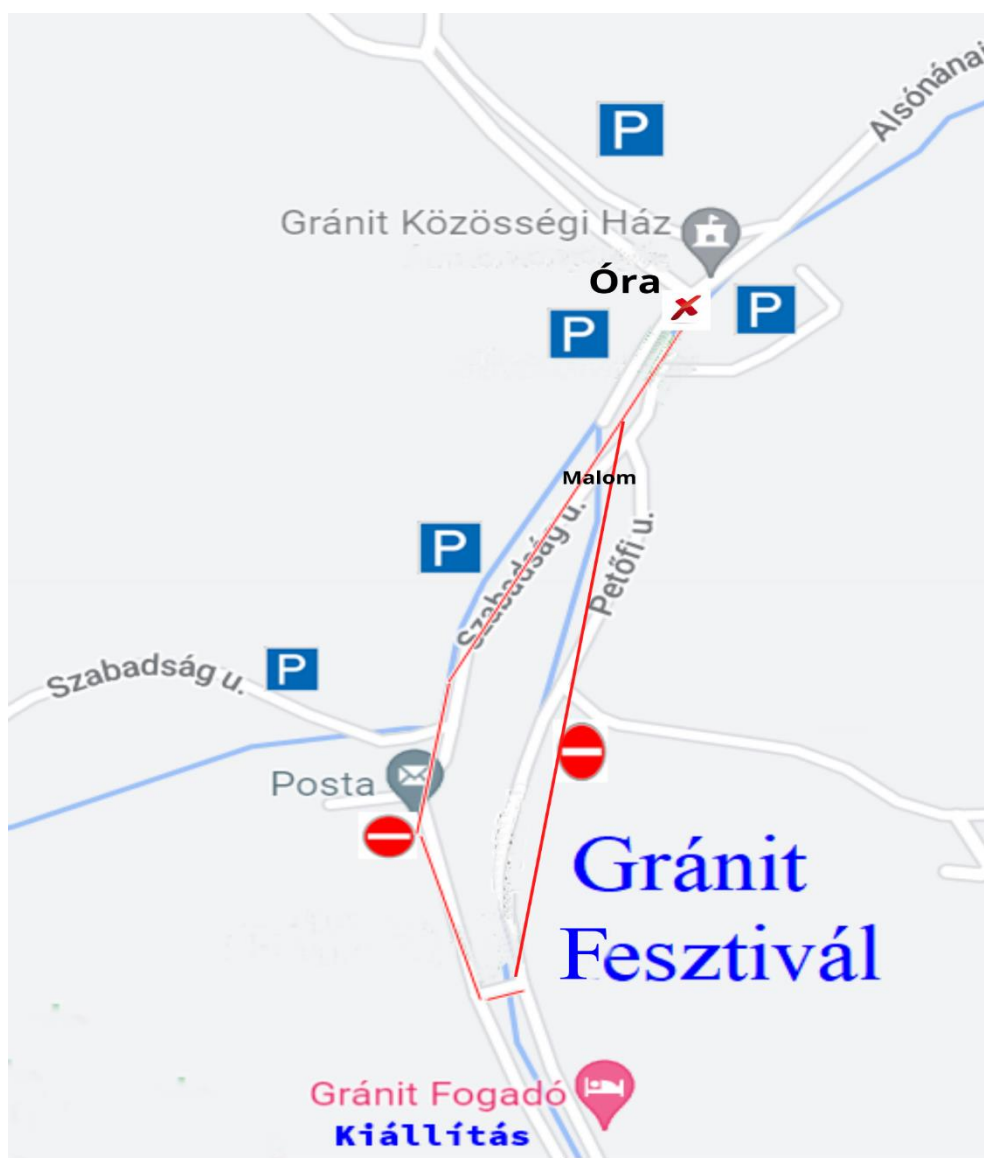 Alsónánai
P
Gránit Közösségi Ház
Óra
P
P
Malom
P
Szabadság u.
Petőfi u.
Szabadság u.
P
Posta
Gránit
Fesztivál
Gránit Fogadó
Kiállítás